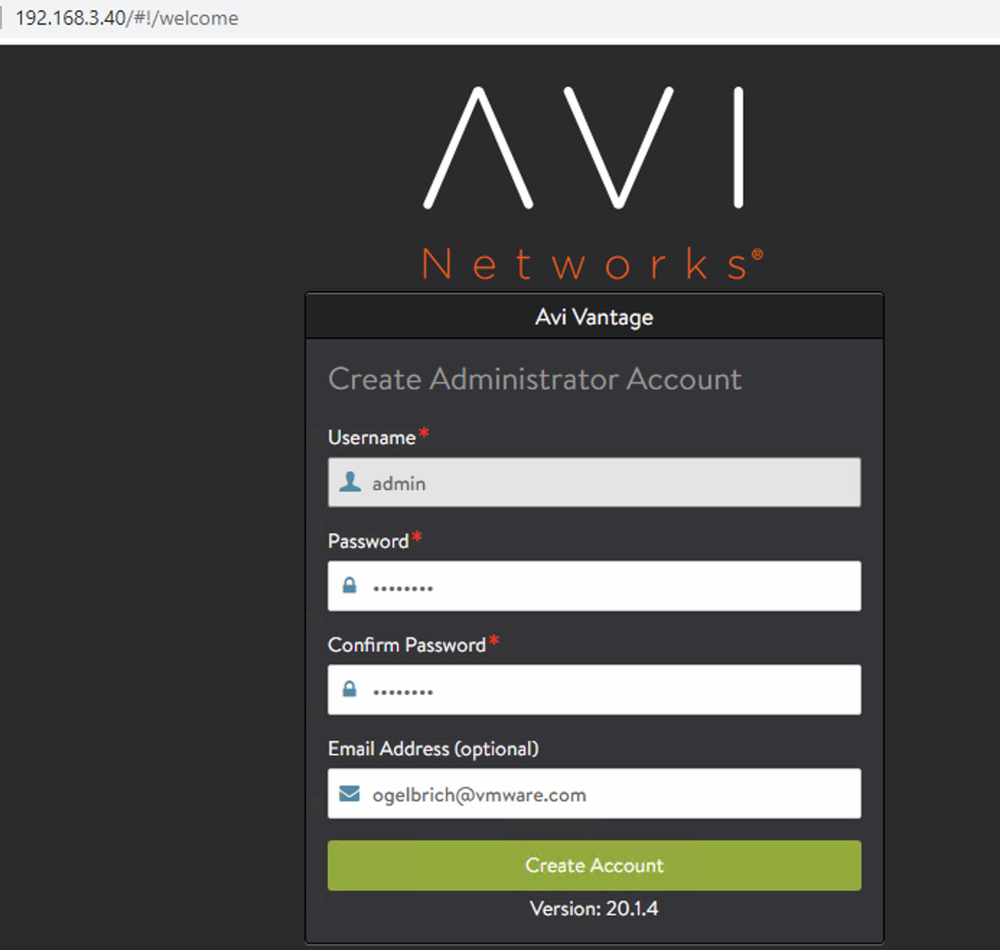 192.168.3.40/#!/welcome
AVI
Networks®
Avi Vantage
Create Administrator Account
Username*
admin
Password*
••••••••
Confirm Password*
••••••••
Email Address (optional)
ogelbrich@vmware.com
Create Account
Version: 20.1.4